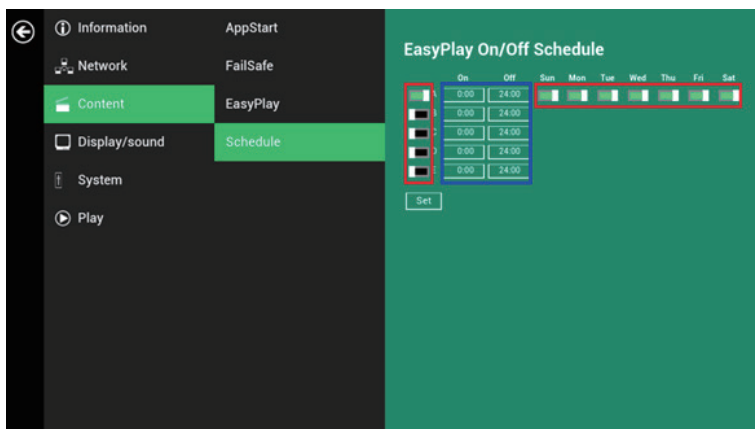 Information
Network
Content
Display/sound
System
Play
AppStart
FailSafe
EasyPlay
Schedule
EasyPlay On/Off Schedule
On Off Sun Mon Tue Wed Thu Fri Sat
0:00 24:00
0:00 24:00
0:00 24:00
0:00 24:00
0:00 24:00
Set